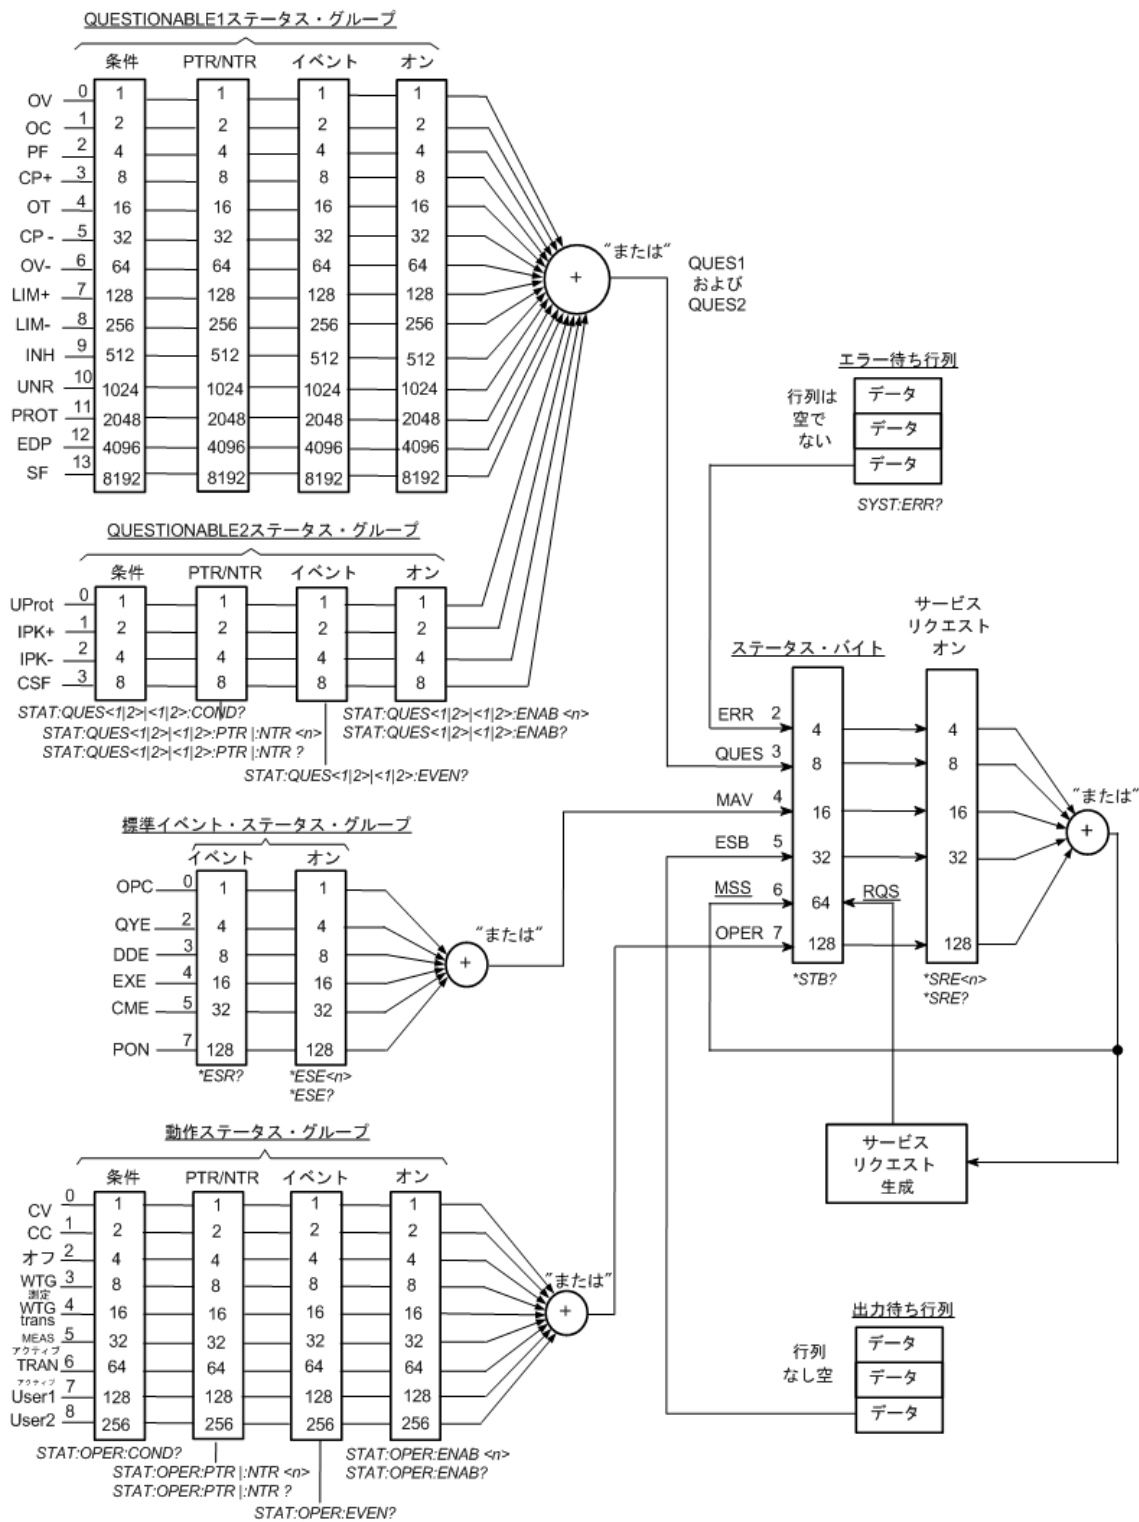 QUESTIONABLE1ステータス・グループ
条件 PTR/NTR イベント オン
OV 0 1 1 1 1
OC 1 2 2 2 2
PF 2 4 4 4 4
CP+ 3 8 8 8 8
OT 4 16 16 16 16
CP - 5 32 32 32 32
OV- 6 64 64 64 64
LIM+ 7 128 128 128 128
LIM- 8 256 256 256 256
INH 9 512 512 512 512
UNR 10 1024 1024 1024 1024
PROT 11 2048 2048 2048 2048
EDP 12 4096 4096 4096 4096
SF 13 8192 8192 8192 8192
+
"または"
QUES1
および
QUES2
QUESTIONABLE2ステータス・グループ
条件 PTR/NTR イベント オン
UProt 0 1 1 1 1
IPK+ 1 2 2 2 2
IPK- 2 4 4 4 4
CSF 3 8 8 8 8
STAT:QUES<1|2>|<1|2>:COND?
STAT:QUES<1|2>|<1|2>:PTR |:NTR <n>
STAT:QUES<1|2>|<1|2>:PTR |:NTR ?
STAT:QUES<1|2>|<1|2>:ENAB <n>
STAT:QUES<1|2>|<1|2>:ENAB?
STAT:QUES<1|2>|<1|2>:EVEN?
エラー待ち行列
行列は
空で
ない
データ
データ
データ
SYST:ERR?
ステータス・バイト
サービス
リクエスト
オン
ERR 2 4 4
QUES 3 8 8
MAV 4 16 16
ESB 5 32 32
MSS 6 64 RQS
OPER 7 128 128
*STB?
*SRE<n>
*SRE?
"または"
+
標準イベント・ステータス・グループ
イベント オン
OPC 0 1 1
QYE 2 4 4
DDE 3 8 8
EXE 4 16 16
CME 5 32 32
PON 7 128 128
*ESR?
*ESE<n>
*ESE?
"または"
+
サービス
リクエスト
生成
動作ステータス・グループ
条件 PTR/NTR イベント オン
CV 0 1 1 1 1
CC 1 2 2 2 2
オフ 2 4 4 4 4
WTG 3 8 8 8 8
測定
WTG 4 16 16 16 16
trans
MEAS 5 32 32 32 32
アクティブ
TRAN 6 64 64 64 64
アクティブ
User1 7 128 128 128 128
User2 8 256 256 256 256
"または"
+
STAT:OPER:COND?
STAT:OPER:PTR |:NTR <n>
STAT:OPER:PTR |:NTR ?
STAT:OPER:ENAB <n>
STAT:OPER:ENAB?
STAT:OPER:EVEN?
出力待ち行列
行列
なし空
データ
データ
データ